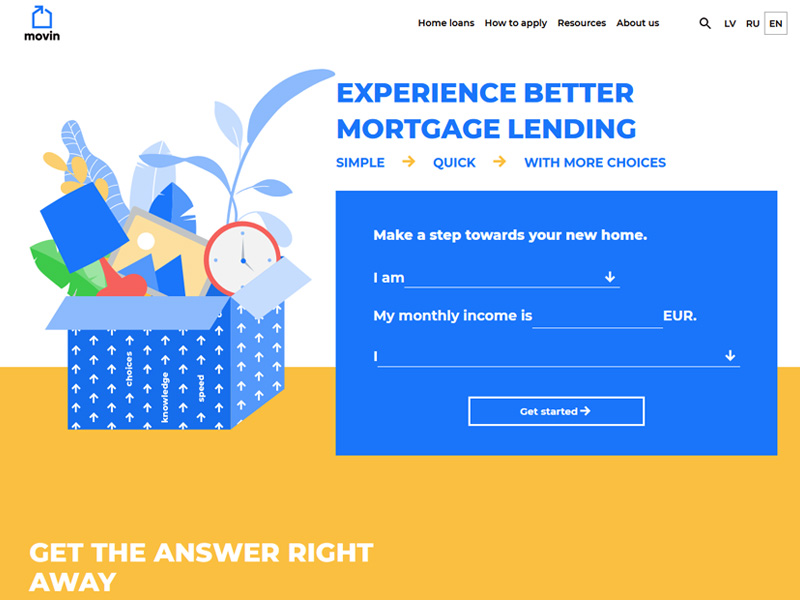 movin
Home loans How to apply Resources About us LV RU EN
EXPERIENCE BETTER
MORTGAGE LENDING
SIMPLE → QUICK → WITH MORE CHOICES
Make a step towards your new home.
I am
My monthly income is EUR.
I
Get started →
choices
knowledge
speed
GET THE ANSWER RIGHT
AWAY